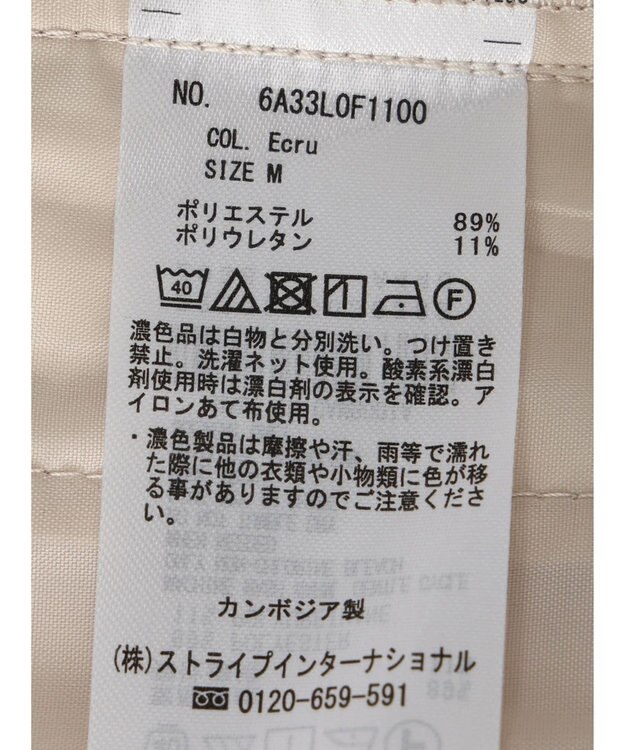 NO. 6A33L0F1100
COL. Ecru
SIZE M
ポリエステル 89%
ポリウレタン 11%
40 F
濃色品は白物と分別洗い。つけ置き
禁止。洗濯ネット使用。酸素系漂白
剤使用時は漂白剤の表示を確認。ア
イロンあて布使用。
・濃色製品は摩擦や汗、雨等で濡れ
た際に他の衣類や小物類に色が移
る事がありますのでご注意くださ
い。
カンボジア製
(株)ストライプインターナショナル
0120-659-591